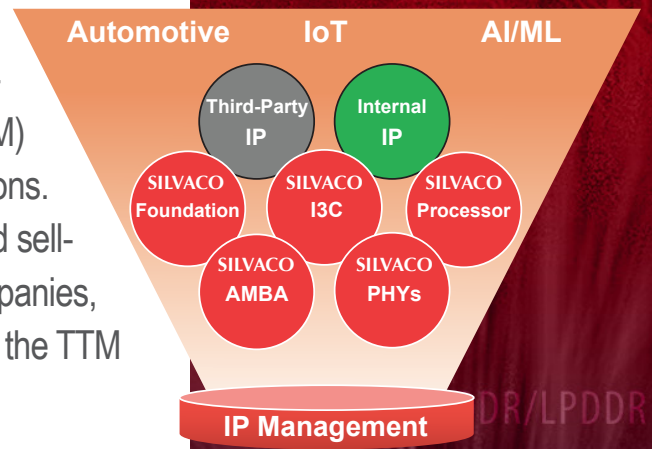 Automotive IoT AI/ML
Third-Party
IP
Internal
IP
M)
ons.
SILVACO
Foundation
SILVACO
I3C
SILVACO
Processor
d sell-
panies,
SILVACO
AMBA
SILVACO
PHYs
the TTM
DR/LPDDR
IP Management